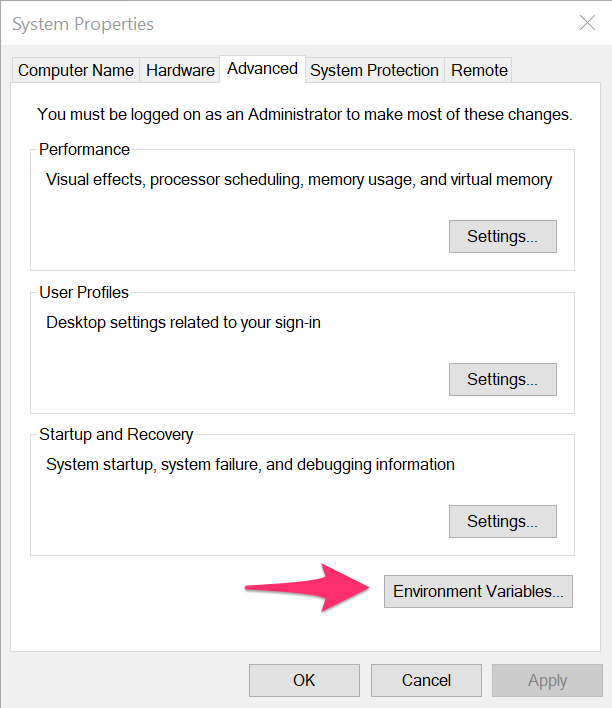 System Properties
Computer Name Hardware Advanced System Protection Remote
You must be logged on as an Administrator to make most of these changes.
Performance
Visual effects, processor scheduling, memory usage, and virtual memory
Settings...
User Profiles
Desktop settings related to your sign-in
Settings...
Startup and Recovery
System startup, system failure, and debugging information
Settings...
Environment Variables...
OK Cancel Apply